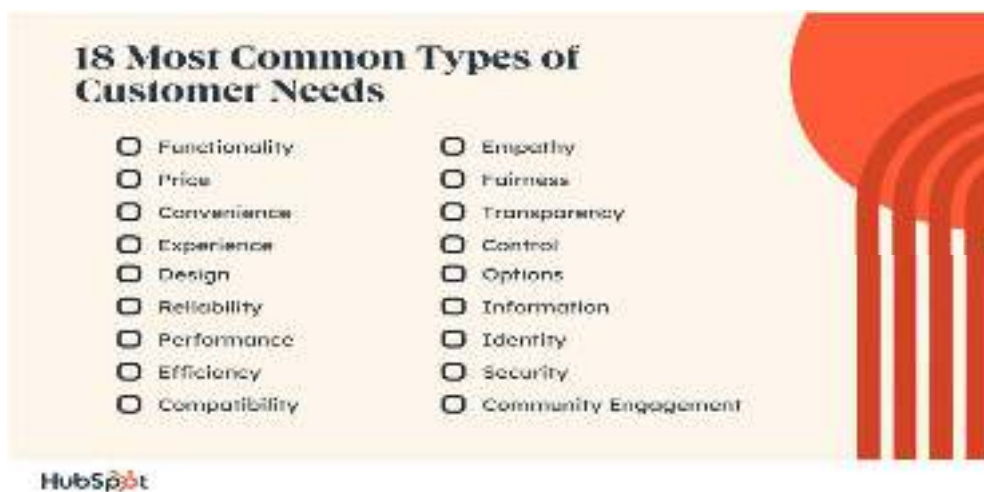 18 Most Common Types of
Customer Needs
Functionality
Price
Convenience
Experience
Design
Reliability
Performance
Efficiency
Compatibility
Empathy
Fairness
Transparency
Control
Options
Information
Identity
Security
Community Engagement
HubSpot